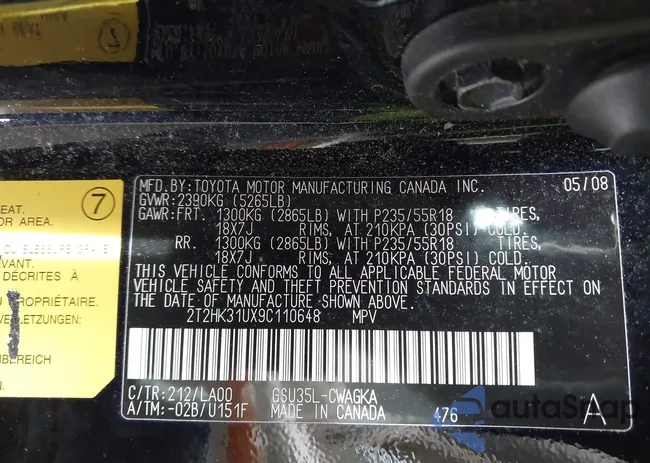 7
EAT.
OR AREA.
AVANT.
DÉCRITES À
PROPRIÉTAIRE.
VERLETZUNGEN:
BEREICH
MFD.BY:TOYOTA MOTOR MANUFACTURING CANADA INC. 05/08
GVWR:2390KG (5265LB)
GAWR:FRT. 1300KG (2865LB) WITH P235/55R18 TIRES,
18X7J RIMS, AT 210KPA (30PSI) COLD.
RR. 1300KG (2865LB) WITH P235/55R18 TIRES,
18X7J RIMS, AT 210KPA (30PSI) COLD.
THIS VEHICLE CONFORMS TO ALL APPLICABLE FEDERAL MOTOR
VEHICLE SAFETY AND THEFT PREVENTION STANDARDS IN EFFECT ON
THE DATE OF MANUFACTURE SHOWN ABOVE.
2T2HK31UX9C110648 MPV
C/TR:212/LA00 GSU35L-CWAGKA
A/TM:-02B/U151F MADE IN CANADA 476 A
autoSnap